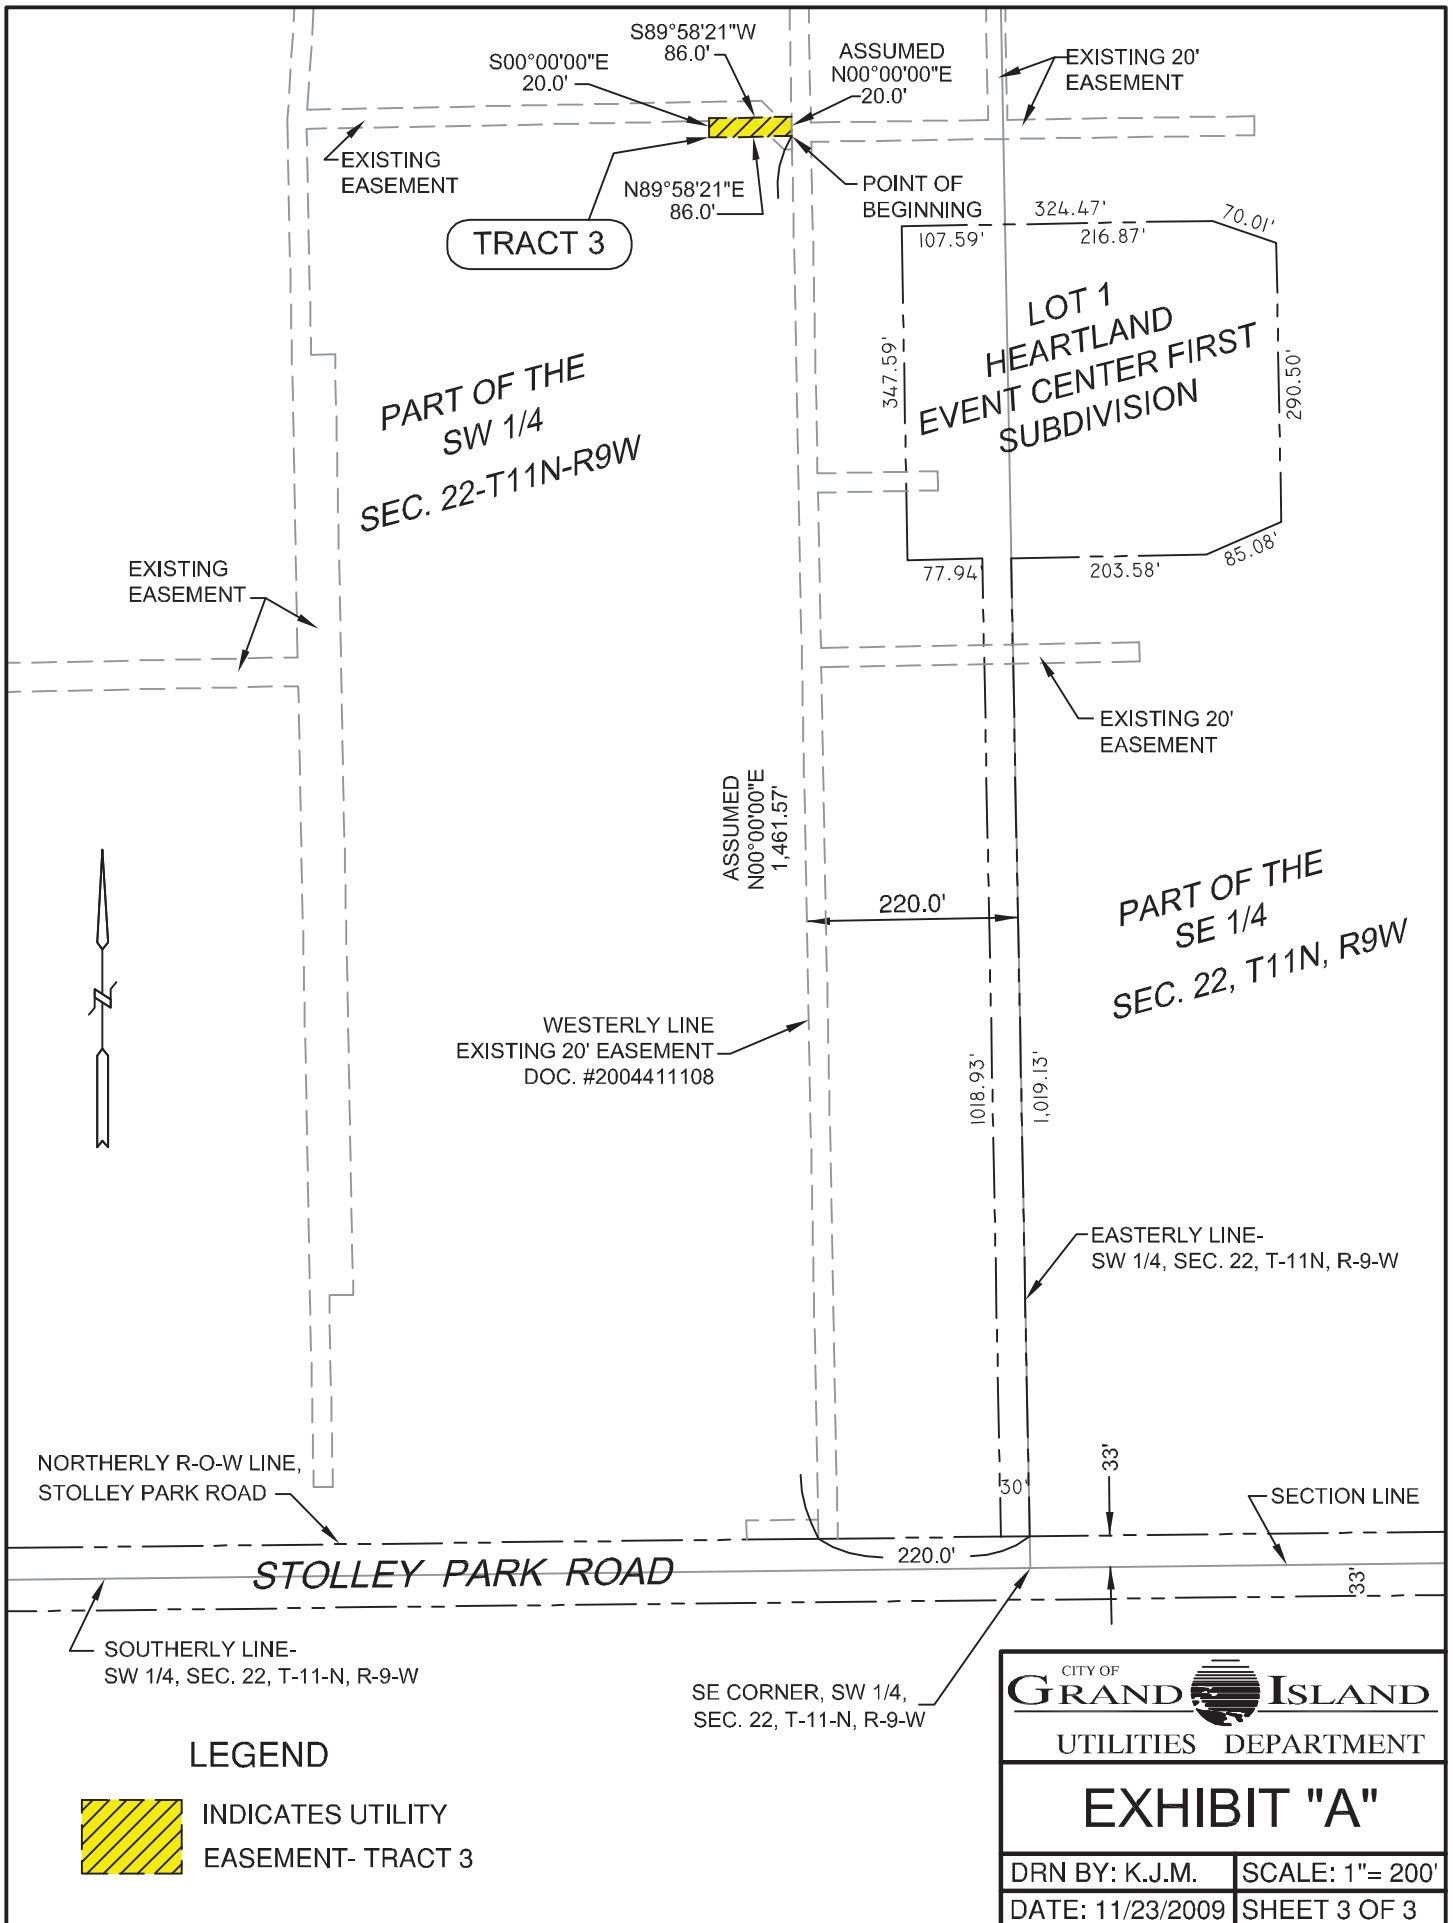 S89°58'21"W
86.0'
S00°00'00"E
20.0'
ASSUMED
N00°00'00"E
20.0'
EXISTING 20'
EASEMENT
EXISTING
EASEMENT
N89°58'21"E
86.0'
POINT OF
BEGINNING
TRACT 3
324.47'
70.01'
107.59'
216.87'
LOT 1
HEARTLAND
EVENT CENTER FIRST
SUBDIVISION
347.59'
290.50'
PART OF THE
SW 1/4
SEC. 22-T11N-R9W
77.94'
203.58'
85.08'
EXISTING
EASEMENT
EXISTING 20'
EASEMENT
ASSUMED
N00°00'00"E
1,461.57'
220.0'
PART OF THE
SE 1/4
SEC. 22, T11N, R9W
WESTERLY LINE
EXISTING 20' EASEMENT
DOC. #2004411108
1018.93'
1,019.13'
EASTERLY LINE-
SW 1/4, SEC. 22, T-11N, R-9-W
NORTHERLY R-O-W LINE,
STOLLEY PARK ROAD
30'
33'
SECTION LINE
220.0'
STOLLEY PARK ROAD
33'
SOUTHERLY LINE-
SW 1/4, SEC. 22, T-11-N, R-9-W
SE CORNER, SW 1/4,
SEC. 22, T-11-N, R-9-W
LEGEND
INDICATES UTILITY
EASEMENT- TRACT 3
CITY OF
GRAND ISLAND
UTILITIES DEPARTMENT
EXHIBIT "A"
DRN BY: K.J.M.
SCALE: 1"= 200'
DATE: 11/23/2009
SHEET 3 OF 3